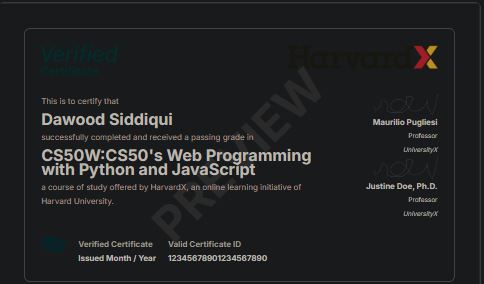 Verified
Certificate
HarvardX
This is to certify that
Dawood Siddiqui
successfully completed and received a passing grade in
CS50W:CS50's Web Programming
with Python and JavaScript
a course of study offered by HarvardX, an online learning initiative of
Harvard University.
Maurilio Pugliesi
Professor
UniversityX
Justine Doe, Ph.D.
Professor
UniversityX
PREVIEW
Verified Certificate
Issued Month / Year
Valid Certificate ID
12345678901234567890